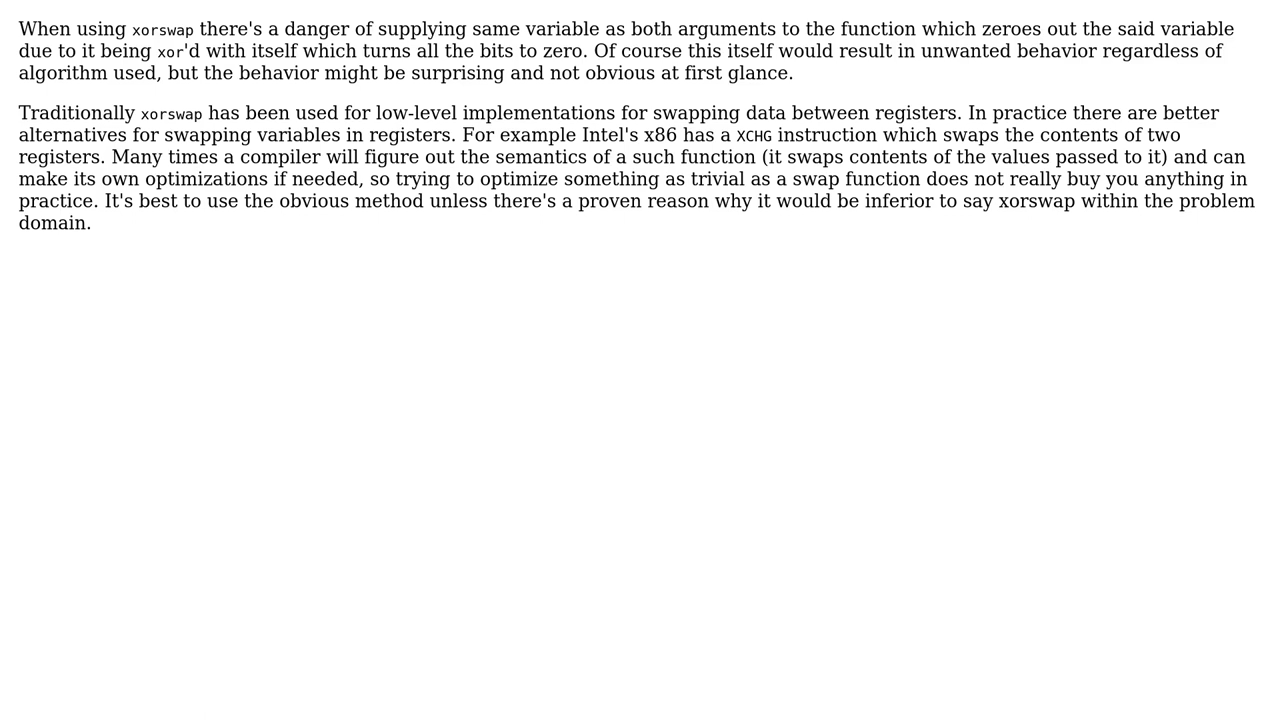 When using xorswap there's a danger of supplying same variable as both arguments to the function which zeroes out the said variable
due to it being xor'd with itself which turns all the bits to zero. Of course this itself would result in unwanted behavior regardless of
algorithm used, but the behavior might be surprising and not obvious at first glance.
Traditionally xorswap has been used for low-level implementations for swapping data between registers. In practice there are better
alternatives for swapping variables in registers. For example Intel's x86 has a XCHG instruction which swaps the contents of two
registers. Many times a compiler will figure out the semantics of a such function (it swaps contents of the values passed to it) and can
make its own optimizations if needed, so trying to optimize something as trivial as a swap function does not really buy you anything in
practice. It's best to use the obvious method unless there's a proven reason why it would be inferior to say xorswap within the problem
domain.